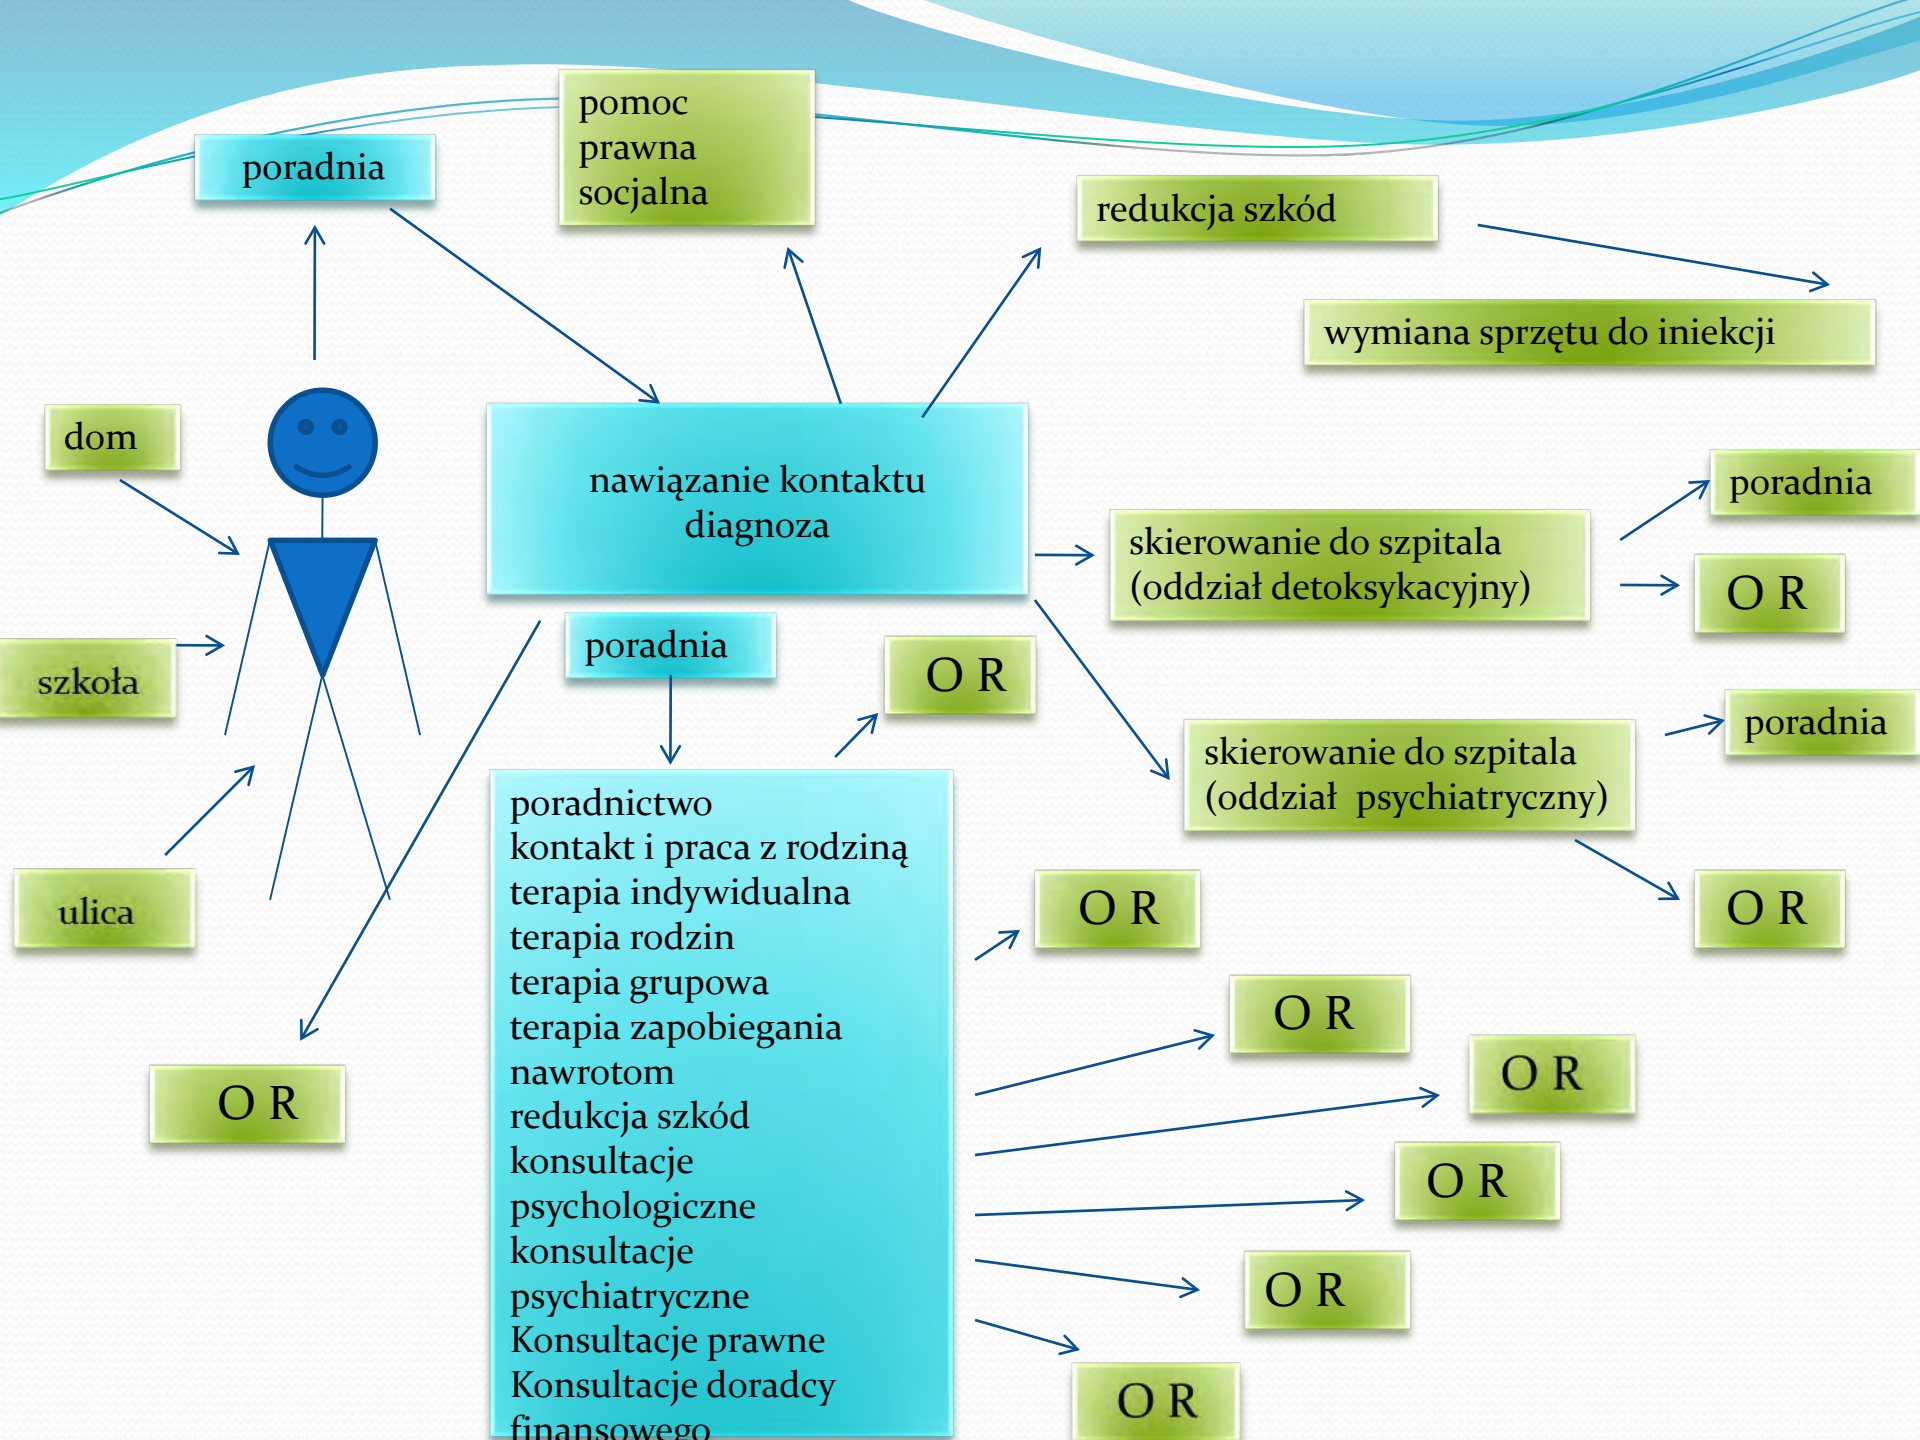 pomoc
prawna
socjalna
poradnia
redukcja szkód
wymiana sprzętu do iniekcji
dom
nawiązanie kontaktu
diagnoza
poradnia
skierowanie do szpitala
(oddział detoksykacyjny)
O R
szkoła
poradnia
O R
poradnia
skierowanie do szpitala
(oddział psychiatryczny)
O R
ulica
poradnictwo
kontakt i praca z rodziną
terapia indywidualna
terapia rodzin
terapia grupowa
terapia zapobiegania
nawrotom
redukcja szkód
konsultacje
psychologiczne
konsultacje
psychiatryczne
Konsultacje prawne
Konsultacje doradcy
finansowego
O R
O R
O R
O R
O R
O R
O R